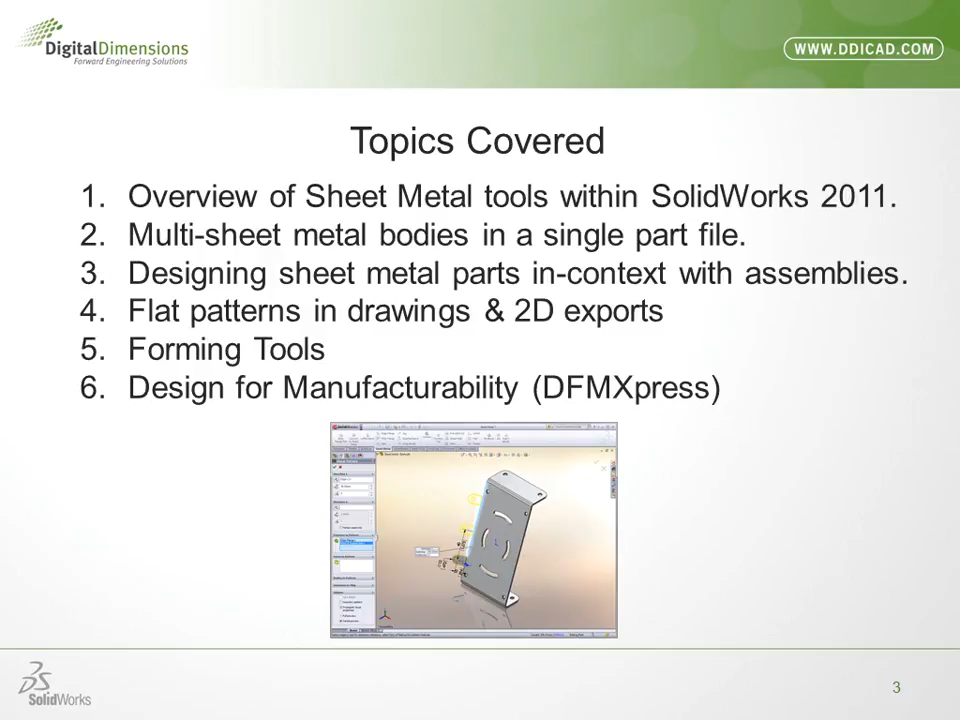 DigitalDimensions
Forward Engineering Solutions
WWW.DDICAD.COM
Topics Covered
1. Overview of Sheet Metal tools within SolidWorks 2011.
2. Multi-sheet metal bodies in a single part file.
3. Designing sheet metal parts in-context with assemblies.
4. Flat patterns in drawings & 2D exports
5. Forming Tools
6. Design for Manufacturability (DFMXpress)
SolidWorks
3